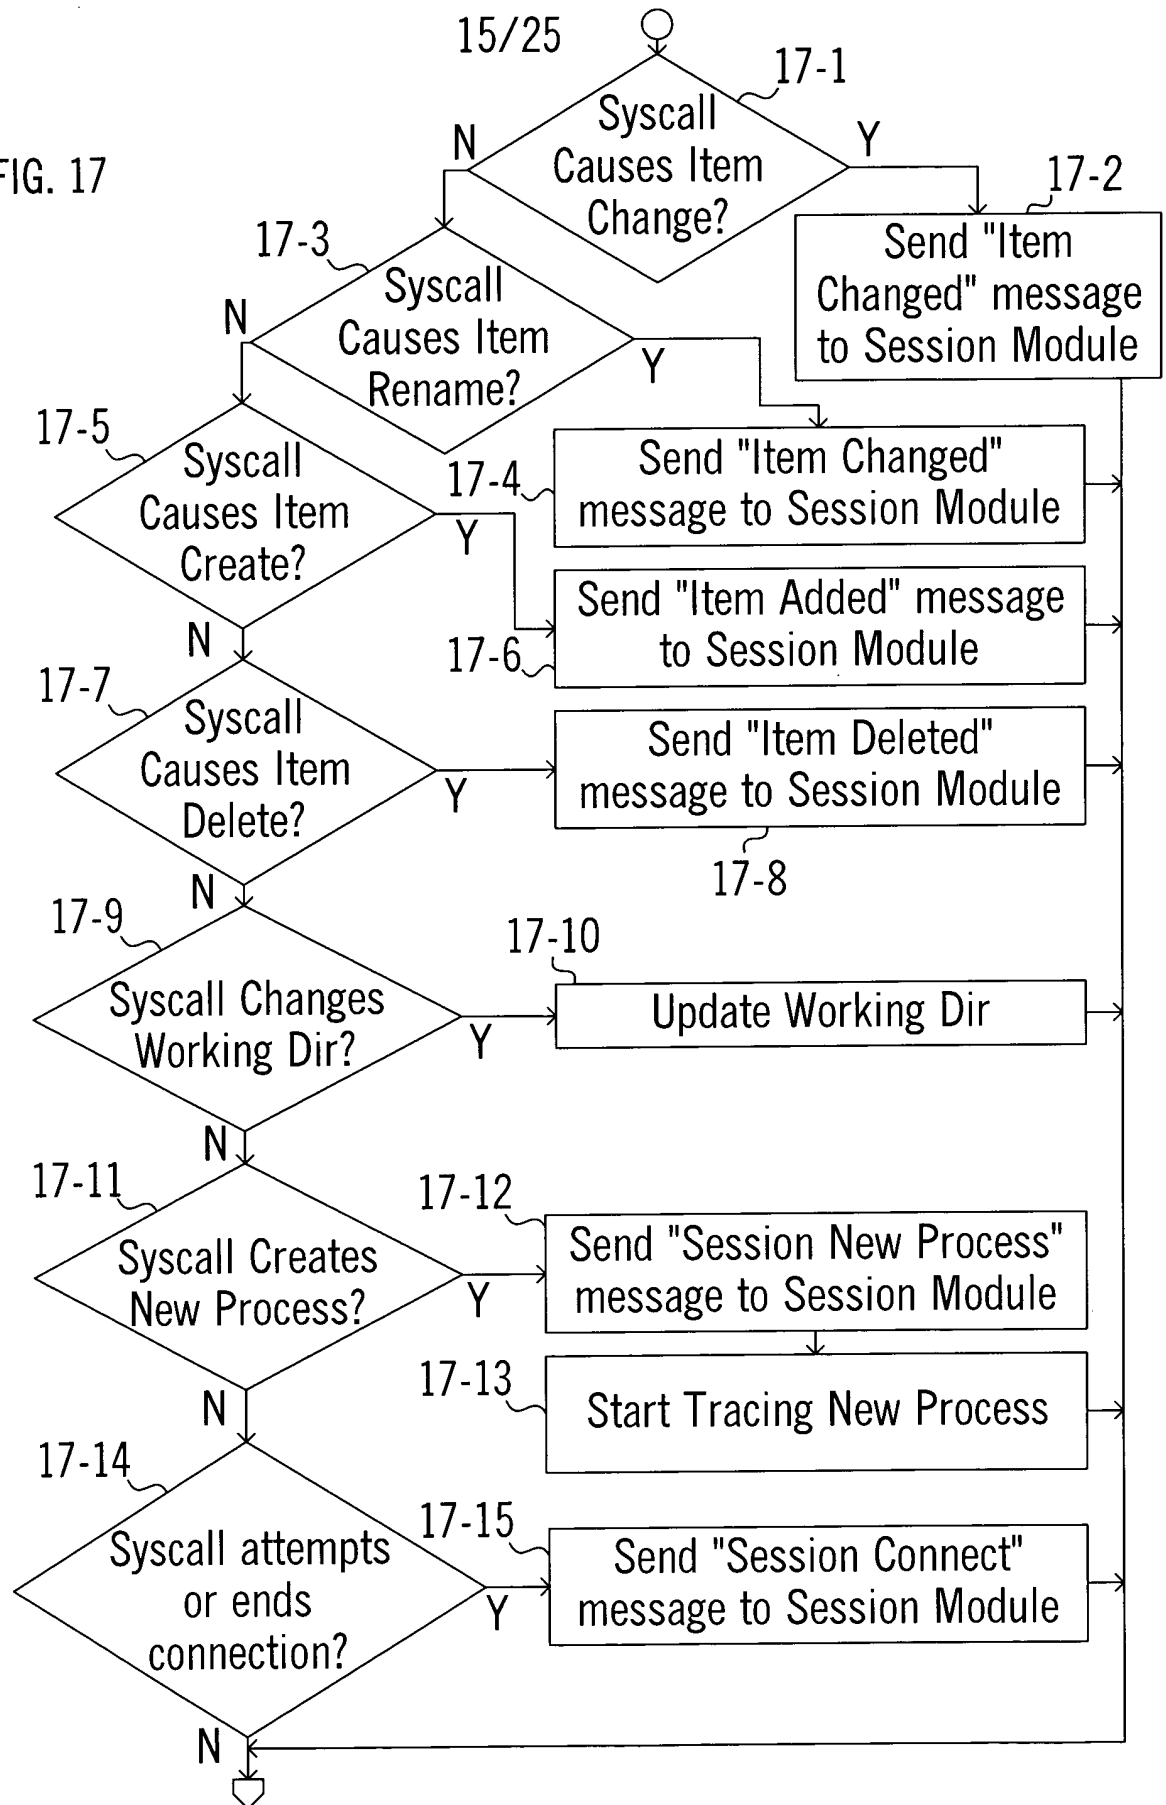 15/25
FIG. 17
17-1
Syscall
Causes Item
Change?
N
Y
17-2
Send "Item
Changed" message
to Session Module
17-3
Syscall
Causes Item
Rename?
N
Y
17-4
Send "Item Changed"
message to Session Module
17-5
Syscall
Causes Item
Create?
Y
N
17-6
Send "Item Added" message
to Session Module
17-7
Syscall
Causes Item
Delete?
Y
N
Send "Item Deleted"
message to Session Module
17-8
17-9
Syscall Changes
Working Dir?
Y
N
17-10
Update Working Dir
17-11
Syscall Creates
New Process?
Y
N
17-12
Send "Session New Process"
message to Session Module
17-13
Start Tracing New Process
17-14
Syscall attempts
or ends
connection?
Y
N
17-15
Send "Session Connect"
message to Session Module